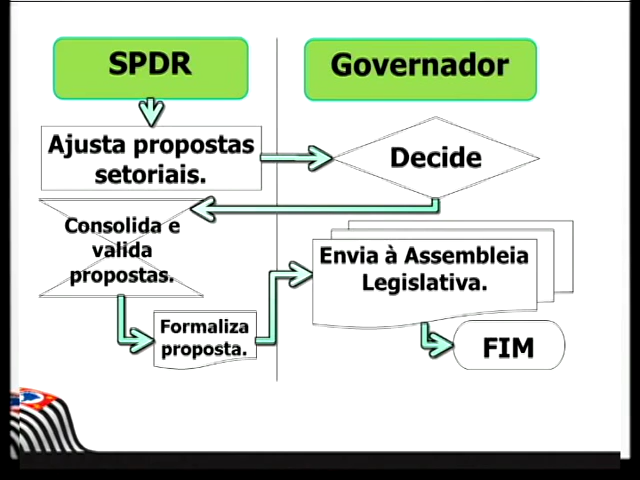 SPDR
Governador
Ajusta propostas
setoriais.
Decide
Consolida e
valida
propostas.
Envia à Assembleia
Legislativa.
Formaliza
proposta.
FIM